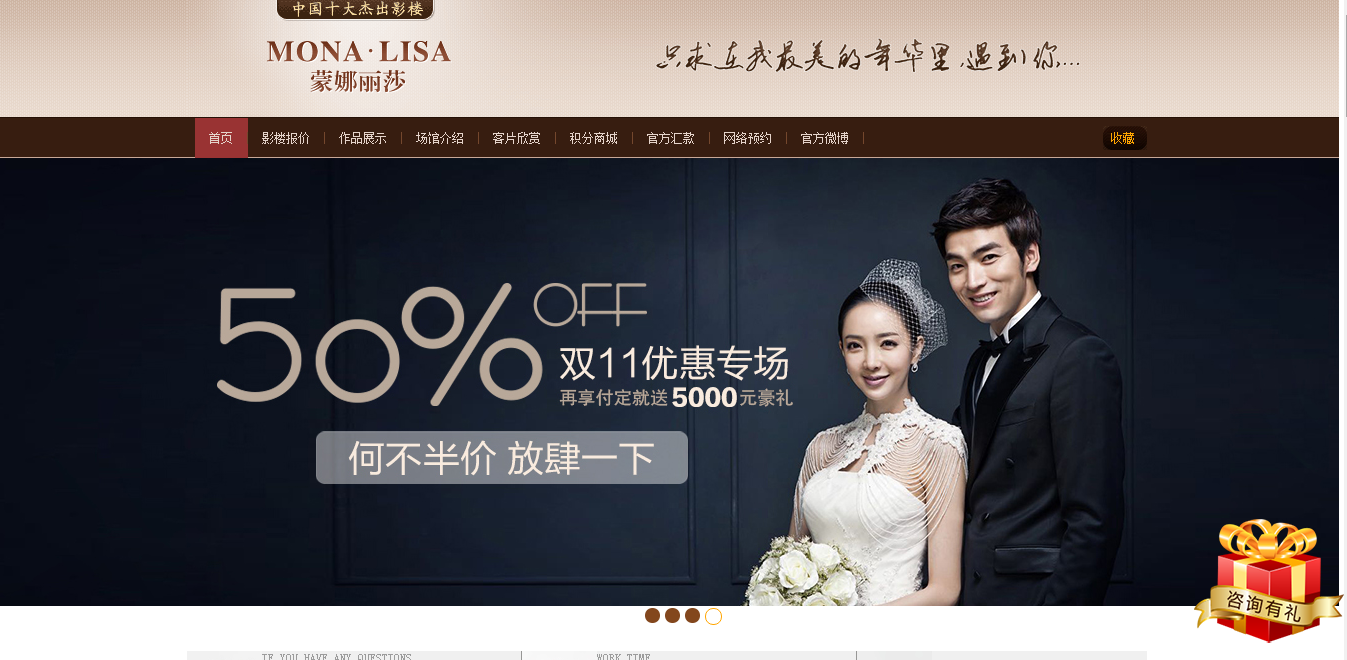 中国十大杰出影楼
MONA·LISA
蒙娜丽莎
只求在我最美的年华里,遇到你...
首页 影楼报价 作品展示 场馆介绍 客片欣赏 积分商城 官方汇款 网络预约 官方微博 收藏
50% OFF
双11优惠专场
再享付定就送5000元豪礼
何不半价 放肆一下
咨询有礼
IF YOU HAVE ANY QUESTIONS WORK TIME